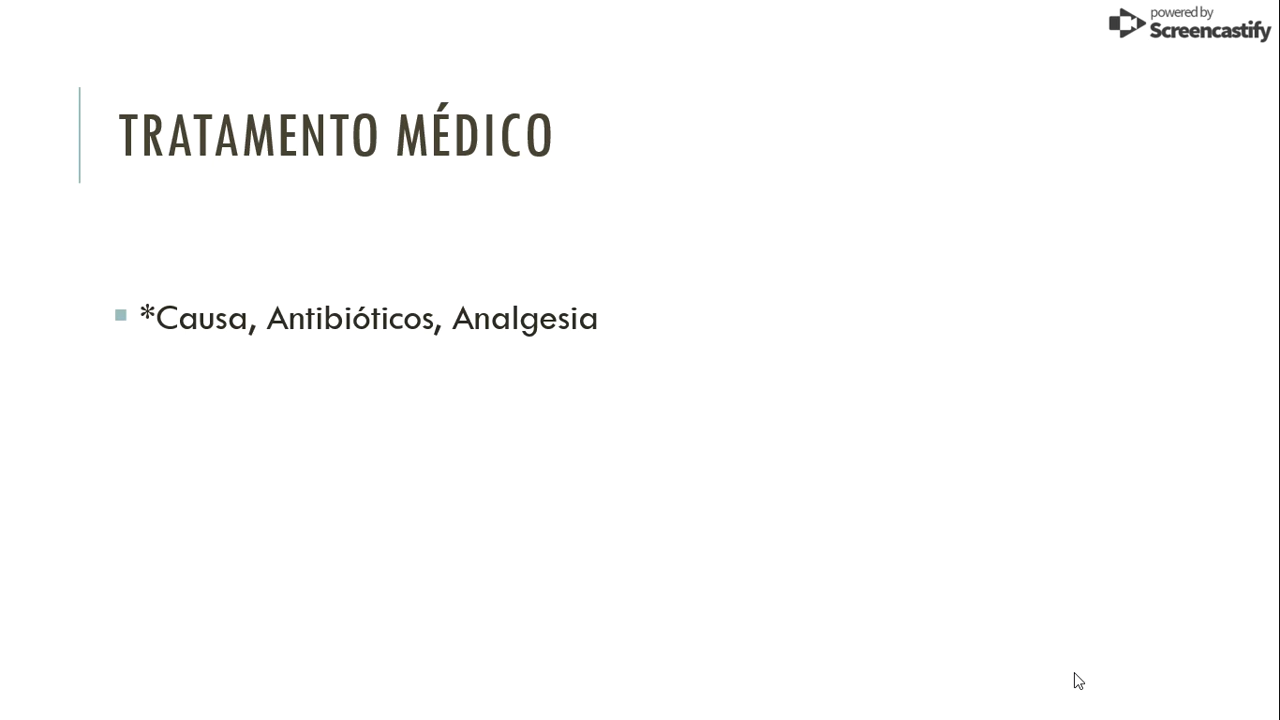 powered by
Screencastify
TRATAMENTO MÉDICO
*Causa, Antibióticos, Analgesia